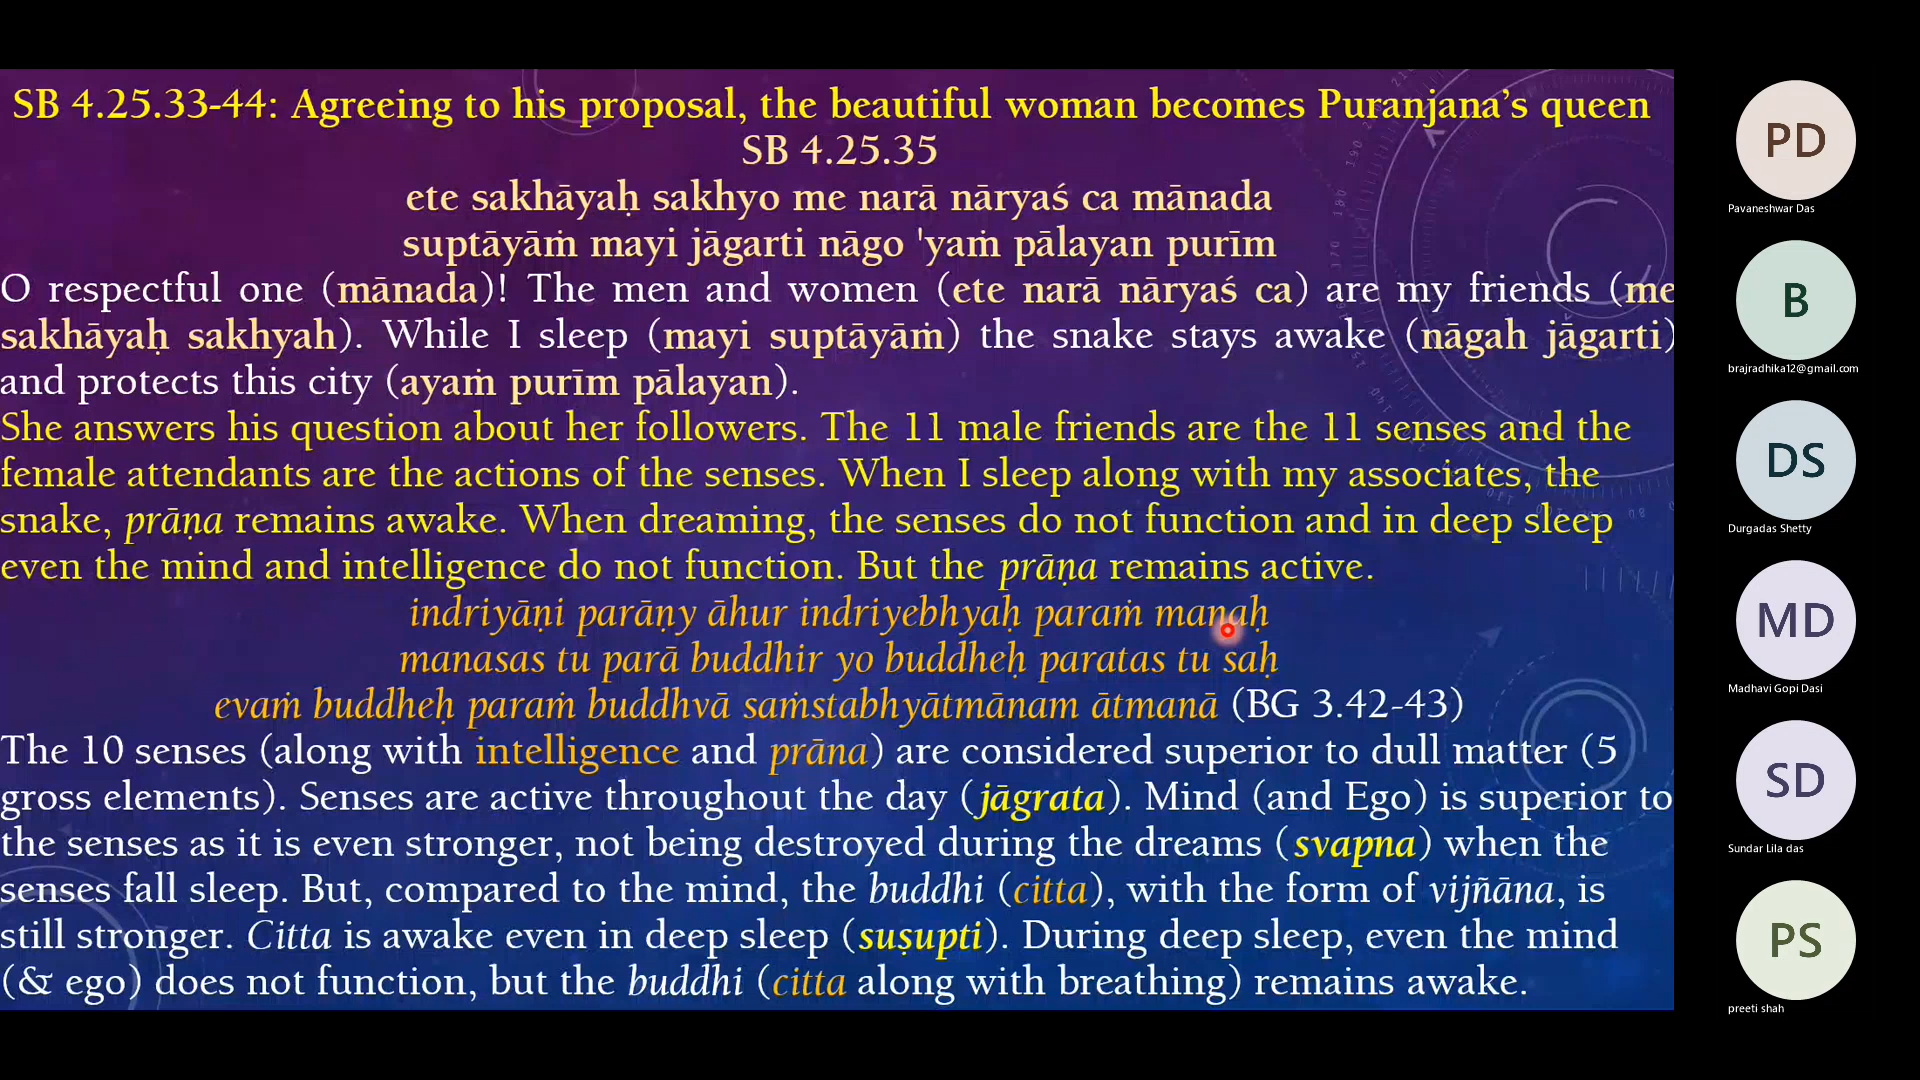 SB 4.25.33-44: Agreeing to his proposal, the beautiful woman becomes Puranjana’s queen
SB 4.25.35
ete sakhāyaḥ sakhyo me narā nāryaś ca mānada
suptāyāṁ mayi jāgarti nāgo 'yaṁ pālayan purīm
O respectful one (mānada)! The men and women (ete narā nāryaś ca) are my friends (me
sakhāyaḥ sakhyah). While I sleep (mayi suptāyāṁ) the snake stays awake (nāgah jāgarti)
and protects this city (ayaṁ purīm pālayan).
She answers his question about her followers. The 11 male friends are the 11 senses and the
female attendants are the actions of the senses. When I sleep along with my associates, the
snake, prāṇa remains awake. When dreaming, the senses do not function and in deep sleep
even the mind and intelligence do not function. But the prāṇa remains active.
indriyāṇi parāṇy āhur indriyebhyaḥ paraṁ manaḥ
manasas tu parā buddhir yo buddheḥ paratas tu saḥ
evaṁ buddheḥ paraṁ buddhvā saṁstabhyātmānam ātmanā (BG 3.42-43)
The 10 senses (along with intelligence and prāna) are considered superior to dull matter (5
gross elements). Senses are active throughout the day (jāgrata). Mind (and Ego) is superior to
the senses as it is even stronger, not being destroyed during the dreams (svapna) when the
senses fall sleep. But, compared to the mind, the buddhi (citta), with the form of vijñāna, is
still stronger. Citta is awake even in deep sleep (suṣupti). During deep sleep, even the mind
(& ego) does not function, but the buddhi (citta along with breathing) remains awake.
PD
Pavaneshwar Das
B
brajradhika12@gmail.com
DS
Durgadas Shetty
MD
Madhavi Gopi Dasi
SD
Sundar Lila das
PS
preeti shah